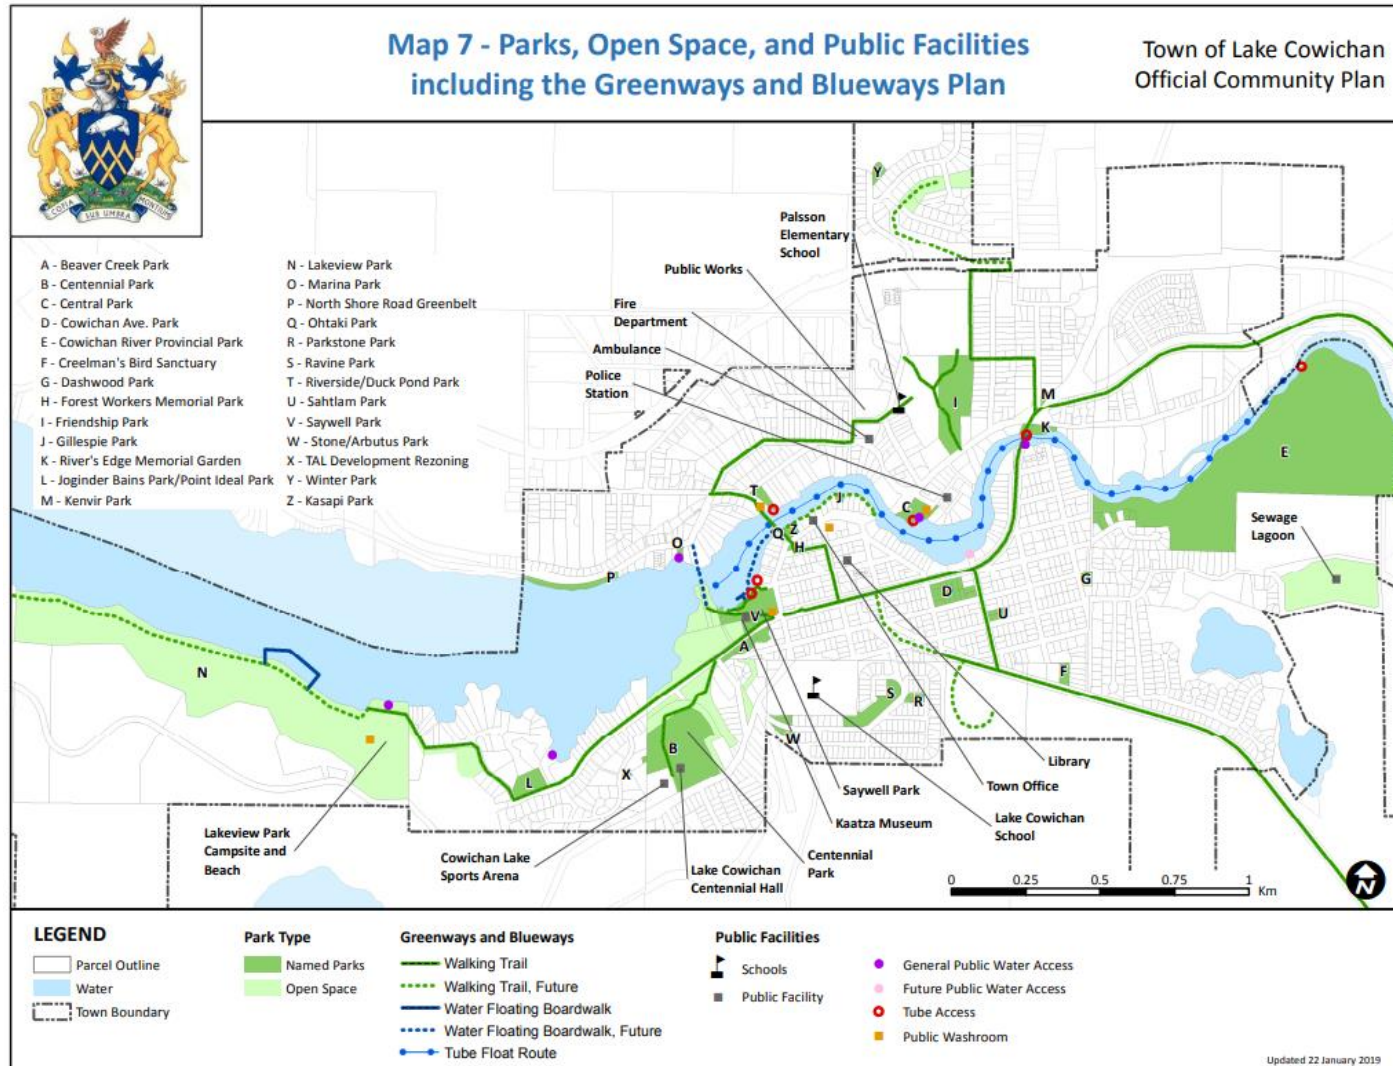 Map 7 - Parks, Open Space, and Public Facilities
including the Greenways and Blueways Plan
Town of Lake Cowichan
Official Community Plan
COPIA SUB UMBRA MONTIUM
A - Beaver Creek Park
B - Centennial Park
C - Central Park
D - Cowichan Ave. Park
E - Cowichan River Provincial Park
F - Creelman's Bird Sanctuary
G - Dashwood Park
H - Forest Workers Memorial Park
I - Friendship Park
J - Gillespie Park
K - River's Edge Memorial Garden
L - Joginder Bains Park/Point Ideal Park
M - Kenvir Park
N - Lakeview Park
O - Marina Park
P - North Shore Road Greenbelt
Q - Ohtaki Park
R - Parkstone Park
S - Ravine Park
T - Riverside/Duck Pond Park
U - Sahtlam Park
V - Saywell Park
W - Stone/Arbutus Park
X - TAL Development Rezoning
Y - Winter Park
Z - Kasapi Park
Y
Palsson
Elementary
School
Public Works
Fire
Department
Ambulance
Police
Station
I
M
K
E
T
J
C
Z
Q
H
O
P
Sewage
Lagoon
G
D
U
V
A
F
N
S
R
W
B
X
L
Library
Town Office
Lake Cowichan
School
Saywell Park
Kaatza Museum
Centennial
Park
Lake Cowichan
Centennial Hall
Cowichan Lake
Sports Arena
Lakeview Park
Campsite and
Beach
0 0.25 0.5 0.75 1
Km
N
LEGEND
Parcel Outline
Water
Town Boundary
Park Type
Named Parks
Open Space
Greenways and Blueways
Walking Trail
Walking Trail, Future
Water Floating Boardwalk
Water Floating Boardwalk, Future
Tube Float Route
Public Facilities
Schools
Public Facility
General Public Water Access
Future Public Water Access
Tube Access
Public Washroom
Updated 22 January 2019